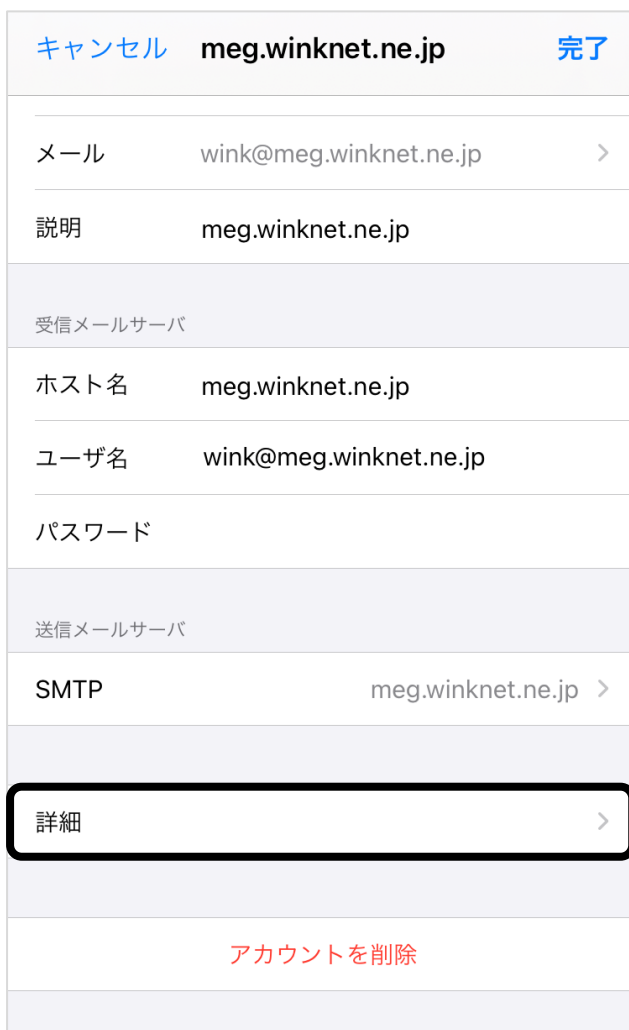 キャンセル meg.winknet.ne.jp 完了
メール wink@meg.winknet.ne.jp
説明 meg.winknet.ne.jp
受信メールサーバ
ホスト名 meg.winknet.ne.jp
ユーザ名 wink@meg.winknet.ne.jp
パスワード
送信メールサーバ
SMTP meg.winknet.ne.jp
詳細
アカウントを削除